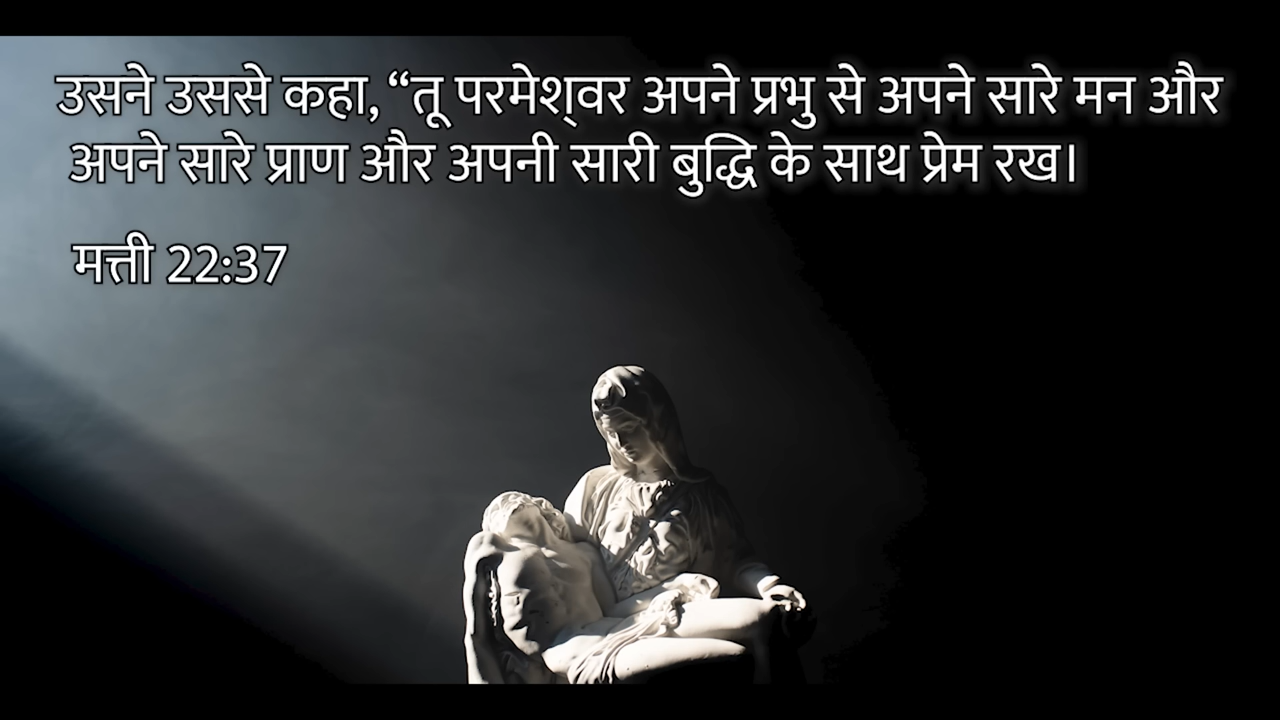 उसने उससे कहा, “तू परमेश्‍वर अपने प्रभु से अपने सारे मन और
अपने सारे प्राण और अपनी सारी बुद्धि के साथ प्रेम रख।
मत्ती 22:37